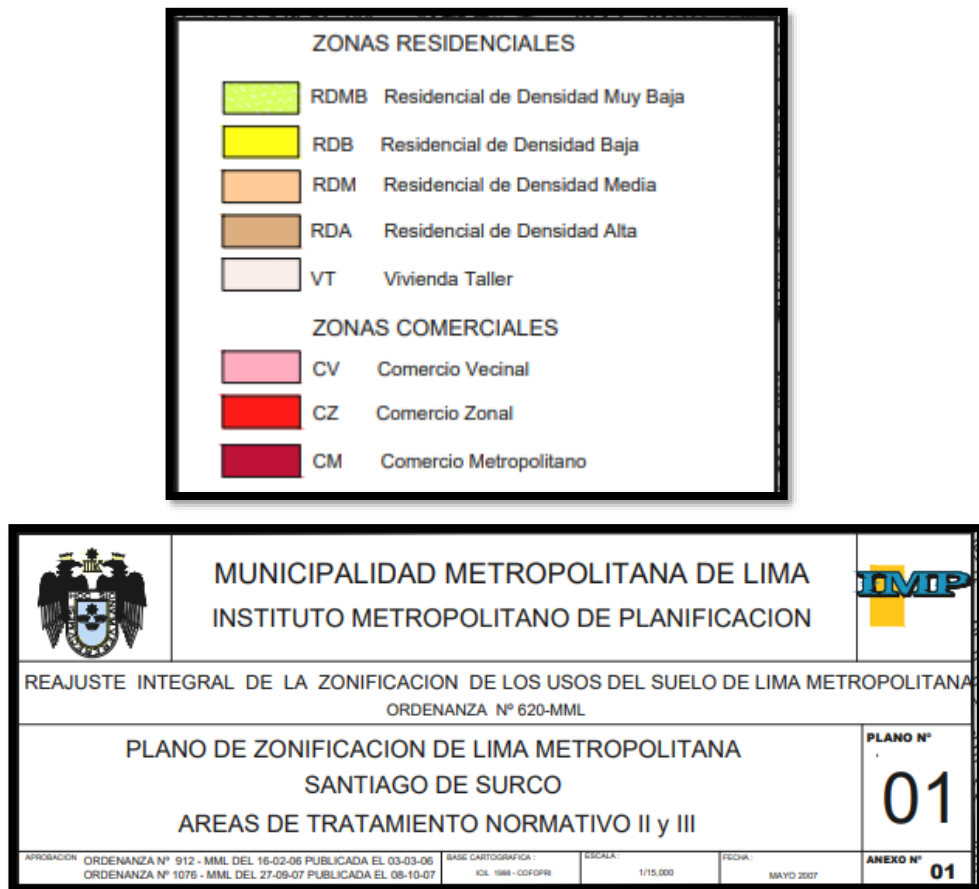 ZONAS RESIDENCIALES
RDMB Residencial de Densidad Muy Baja
RDB Residencial de Densidad Baja
RDM Residencial de Densidad Media
RDA Residencial de Densidad Alta
VT Vivienda Taller
ZONAS COMERCIALES
CV Comercio Vecinal
CZ Comercio Zonal
CM Comercio Metropolitano
MUNICIPALIDAD METROPOLITANA DE LIMA
INSTITUTO METROPOLITANO DE PLANIFICACION
IMP
REAJUSTE INTEGRAL DE LA ZONIFICACION DE LOS USOS DEL SUELO DE LIMA METROPOLITANA
ORDENANZA Nº 620-MML
PLANO DE ZONIFICACION DE LIMA METROPOLITANA
SANTIAGO DE SURCO
AREAS DE TRATAMIENTO NORMATIVO II y III
PLANO Nº
01
APROBACION ORDENANZA Nº 912 - MML DEL 16-02-06 PUBLICADA EL 03-03-06
ORDENANZA Nº 1076 - MML DEL 27-09-07 PUBLICADA EL 08-10-07
BASE CARTOGRAFICA :
ICL 1988 - COFOPRI
ESCALA :
1/15,000
FECHA :
MAYO 2007
ANEXO Nº
01